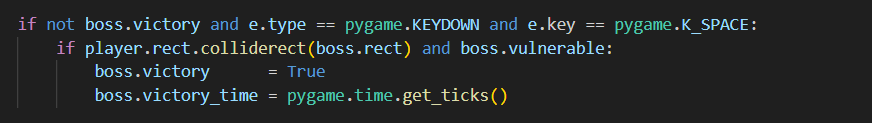 if not boss.victory and e.type == pygame.KEYDOWN and e.key == pygame.K_SPACE:
    if player.rect.colliderect(boss.rect) and boss.vulnerable:
        boss.victory      = True
        boss.victory_time = pygame.time.get_ticks()